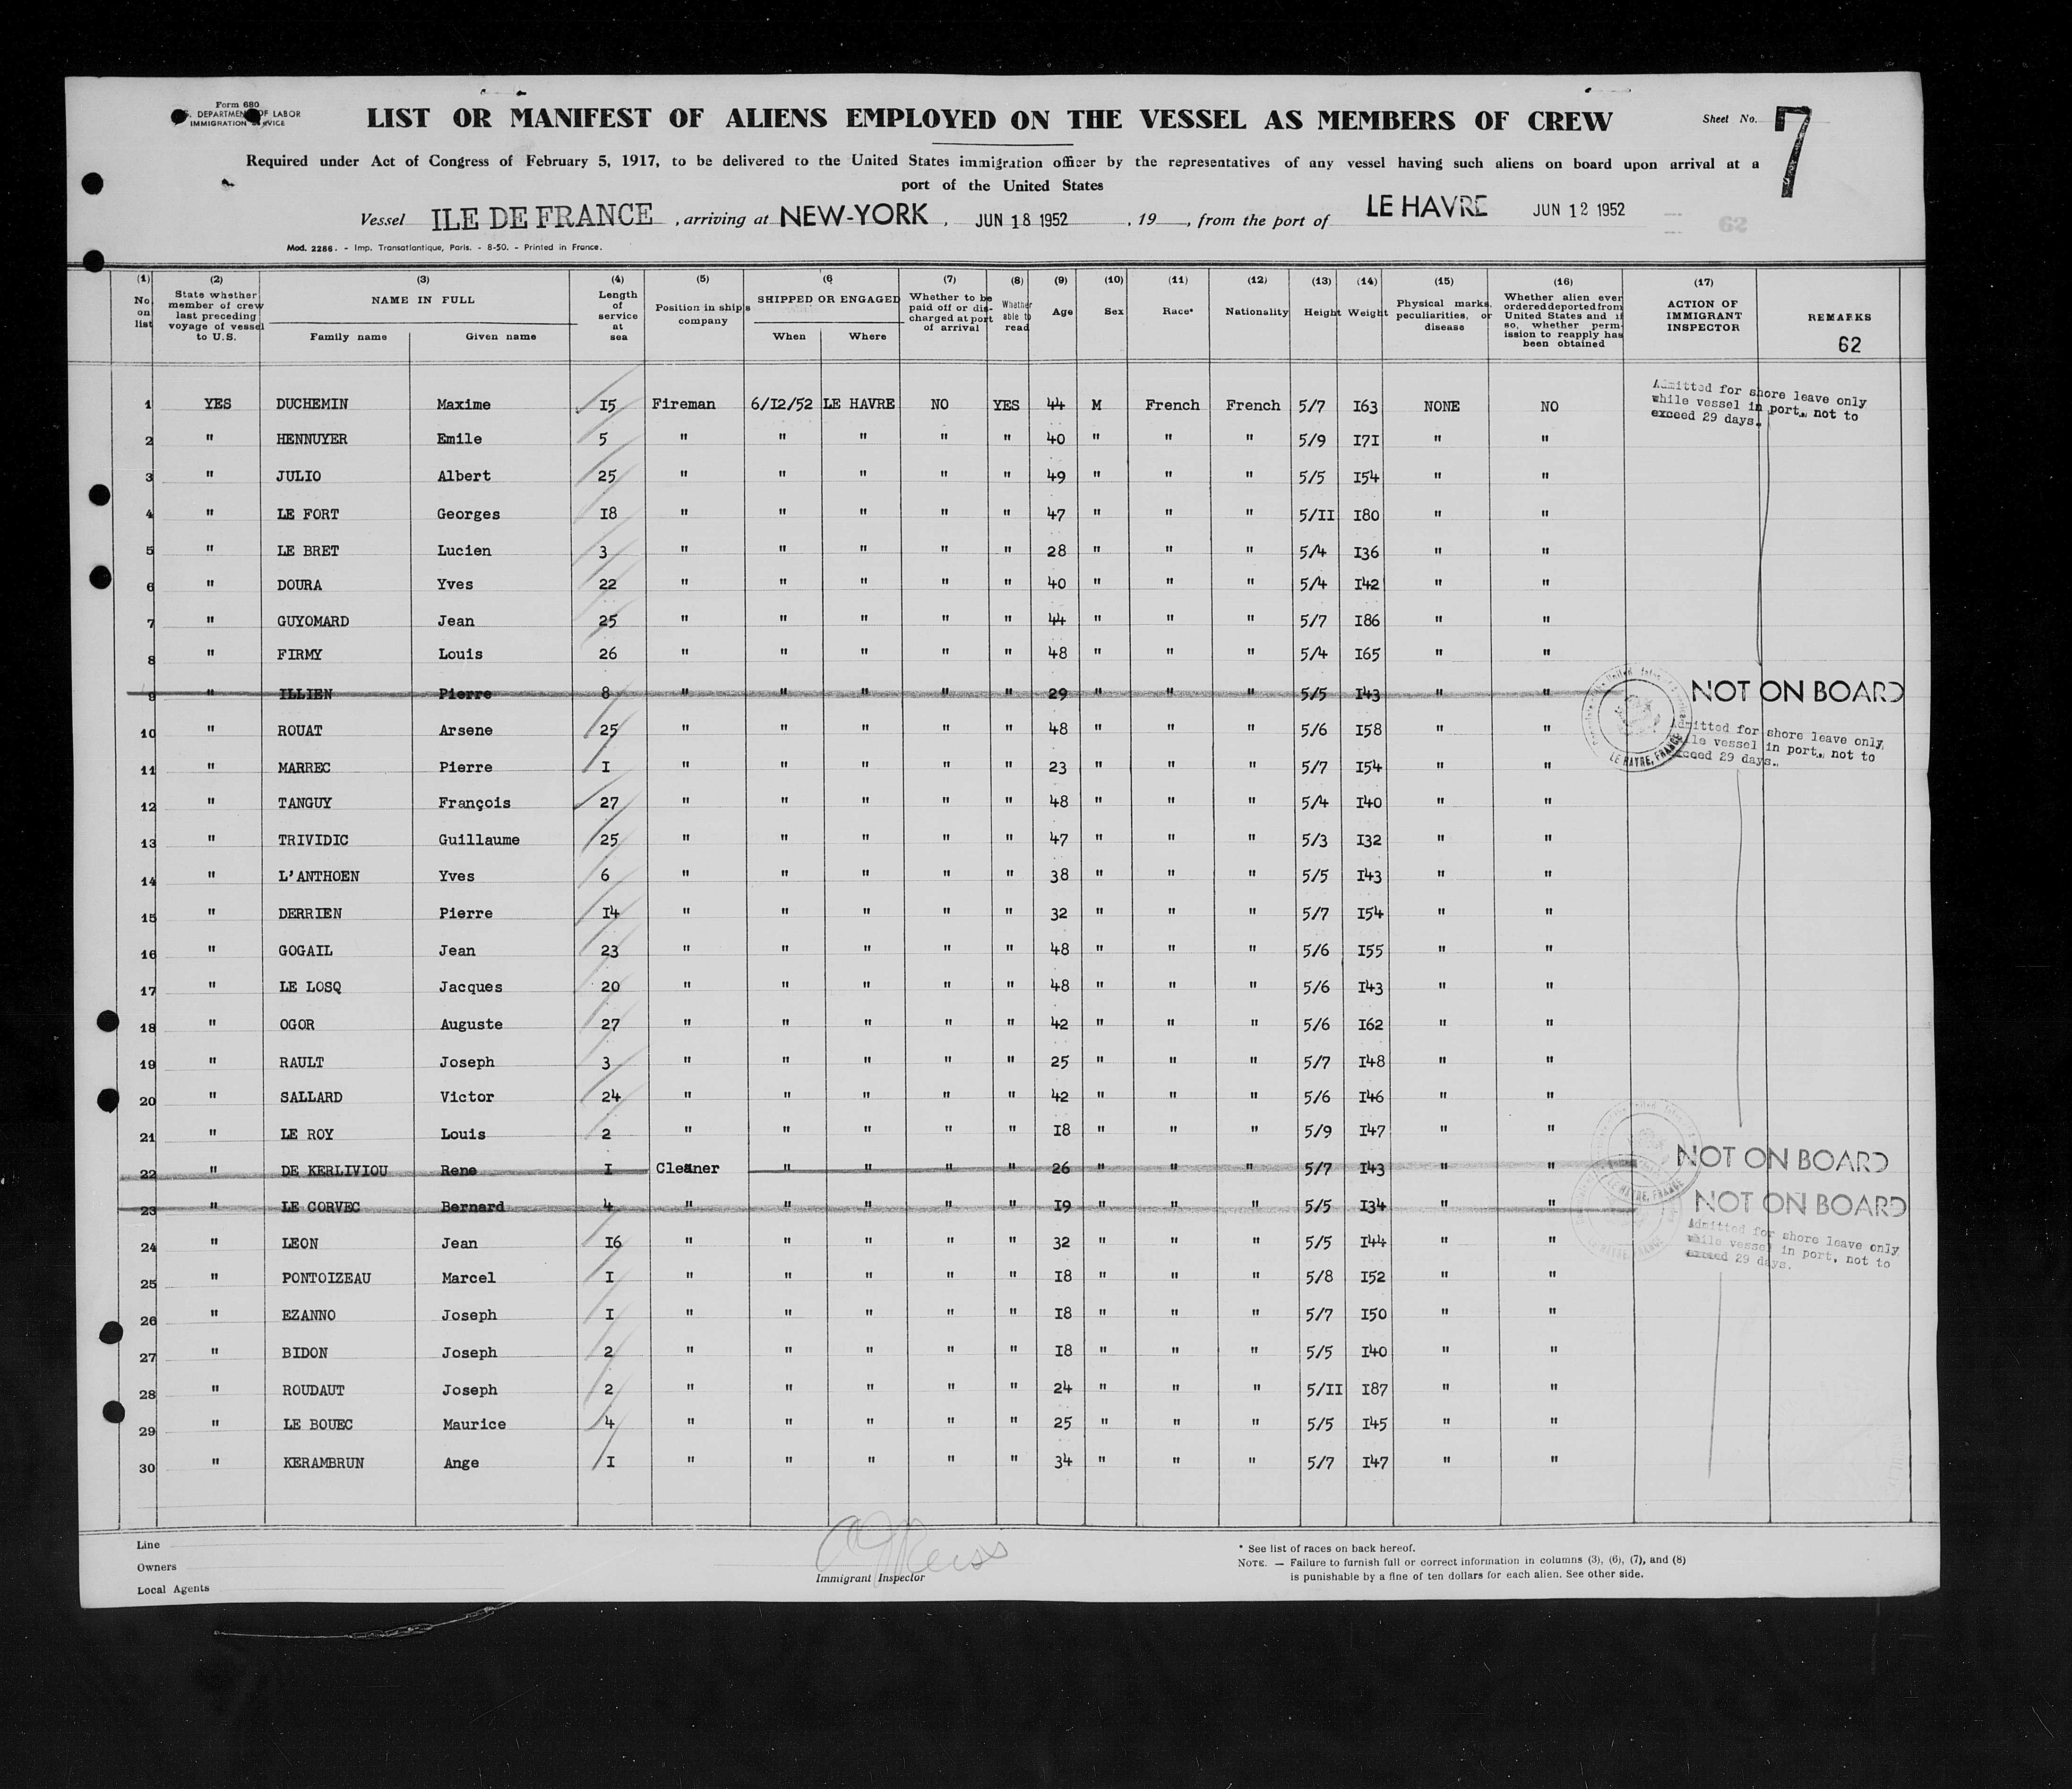 Form 680
DEPARTMENT OF LABOR
IMMIGRATION SERVICE
LIST OR MANIFEST OF ALIENS EMPLOYED ON THE VESSEL AS MEMBERS OF CREW
Sheet No. 7
Required under Act of Congress of February 5, 1917, to be delivered to the United States immigration officer by the representatives of any vessel having such aliens on board upon arrival at a
port of the United States
Vessel ILE DE FRANCE , arriving at NEW-YORK , JUN 18 1952 , 19 , from the port of LE HAVRE JUN 12 1952
62
Mod. 2286. - Imp. Transatlantique, Paris. - 8-50. - Printed in France.
(1) No. on list
(2) State whether member of crew last preceding voyage of vessel to U.S.
(3) NAME IN FULL Family name Given name
(4) Length of service at sea
(5) Position in ship's company
(6 SHIPPED OR ENGAGED When Where
(7) Whether to be paid off or discharged at port of arrival
(8) Whether able to read
(9) Age
(10) Sex
(11) Race*
(12) Nationality
(13) Height
(14) Weight
(15) Physical marks, peculiarities, or disease
(16) Whether alien ever ordered deported from United States and if so, whether permission to reapply has been obtained
(17) ACTION OF IMMIGRANT INSPECTOR
REMARKS
62
1 YES DUCHEMIN Maxime 15 Fireman 6/12/52 LE HAVRE NO YES 44 M French French 5/7 163 NONE NO
Admitted for shore leave only
while vessel in port, not to
exceed 29 days.
2 " HENNUYER Emile 5 " " " " " 40 " " " 5/9 171 " "
3 " JULIO Albert 25 " " " " " 49 " " " 5/5 154 " "
4 " LE FORT Georges 18 " " " " " 47 " " " 5/11 180 " "
5 " LE BRET Lucien 3 " " " " " 28 " " " 5/4 136 " "
6 " DOURA Yves 22 " " " " " 40 " " " 5/4 142 " "
7 " GUYOMARD Jean 25 " " " " " 44 " " " 5/7 186 " "
8 " FIRMY Louis 26 " " " " " 48 " " " 5/4 165 " "
9 " ILLIEN Pierre 8 " " " " " 29 " " " 5/5 143 " " NOT ON BOARD
10 " ROUAT Arsene 25 " " " " " 48 " " " 5/6 158 " "
Admitted for shore leave only
while vessel in port, not to
exceed 29 days.
LE HAVRE, FRANCE
11 " MARREC Pierre 1 " " " " " 23 " " " 5/7 154 " "
12 " TANGUY François 27 " " " " " 48 " " " 5/4 140 " "
13 " TRIVIDIC Guillaume 25 " " " " " 47 " " " 5/3 132 " "
14 " L'ANTHOEN Yves 6 " " " " " 38 " " " 5/5 143 " "
15 " DERRIEN Pierre 14 " " " " " 32 " " " 5/7 154 " "
16 " GOGAIL Jean 23 " " " " " 48 " " " 5/6 155 " "
17 " LE LOSQ Jacques 20 " " " " " 48 " " " 5/6 143 " "
18 " OGOR Auguste 27 " " " " " 42 " " " 5/6 162 " "
19 " RAULT Joseph 3 " " " " " 25 " " " 5/7 148 " "
20 " SALLARD Victor 24 " " " " " 42 " " " 5/6 146 " "
21 " LE ROY Louis 2 " " " " " 18 " " " 5/9 147 " "
22 " DE KERLIVIOU Rene 1 Cleaner " " " " 26 " " " 5/7 143 " " NOT ON BOARD
LE HAVRE, FRANCE
23 " LE CORVEC Bernard 4 " " " " " 19 " " " 5/5 134 " " NOT ON BOARD
LE HAVRE, FRANCE
24 " LEON Jean 16 " " " " " 32 " " " 5/5 144 " "
Admitted for shore leave only
while vessel in port, not to
exceed 29 days.
25 " PONTOIZEAU Marcel 1 " " " " " 18 " " " 5/8 152 " "
26 " EZANNO Joseph 1 " " " " " 18 " " " 5/7 150 " "
27 " BIDON Joseph 2 " " " " " 18 " " " 5/5 140 " "
28 " ROUDAUT Joseph 2 " " " " " 24 " " " 5/11 187 " "
29 " LE BOUEC Maurice 4 " " " " " 25 " " " 5/5 145 " "
30 " KERAMBRUN Ange 1 " " " " " 34 " " " 5/7 147 " "
Line
Owners
Local Agents
Immigrant Inspector
* See list of races on back hereof.
NOTE. — Failure to furnish full or correct information in columns (3), (6), (7), and (8)
is punishable by a fine of ten dollars for each alien. See other side.